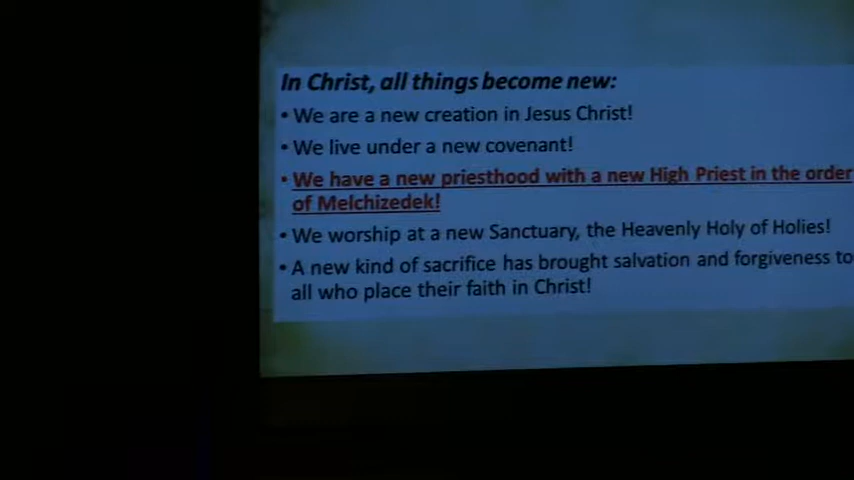 In Christ, all things become new:
• We are a new creation in Jesus Christ!
• We live under a new covenant!
• We have a new priesthood with a new High Priest in the order
of Melchizedek!
• We worship at a new Sanctuary, the Heavenly Holy of Holies!
• A new kind of sacrifice has brought salvation and forgiveness to
all who place their faith in Christ!